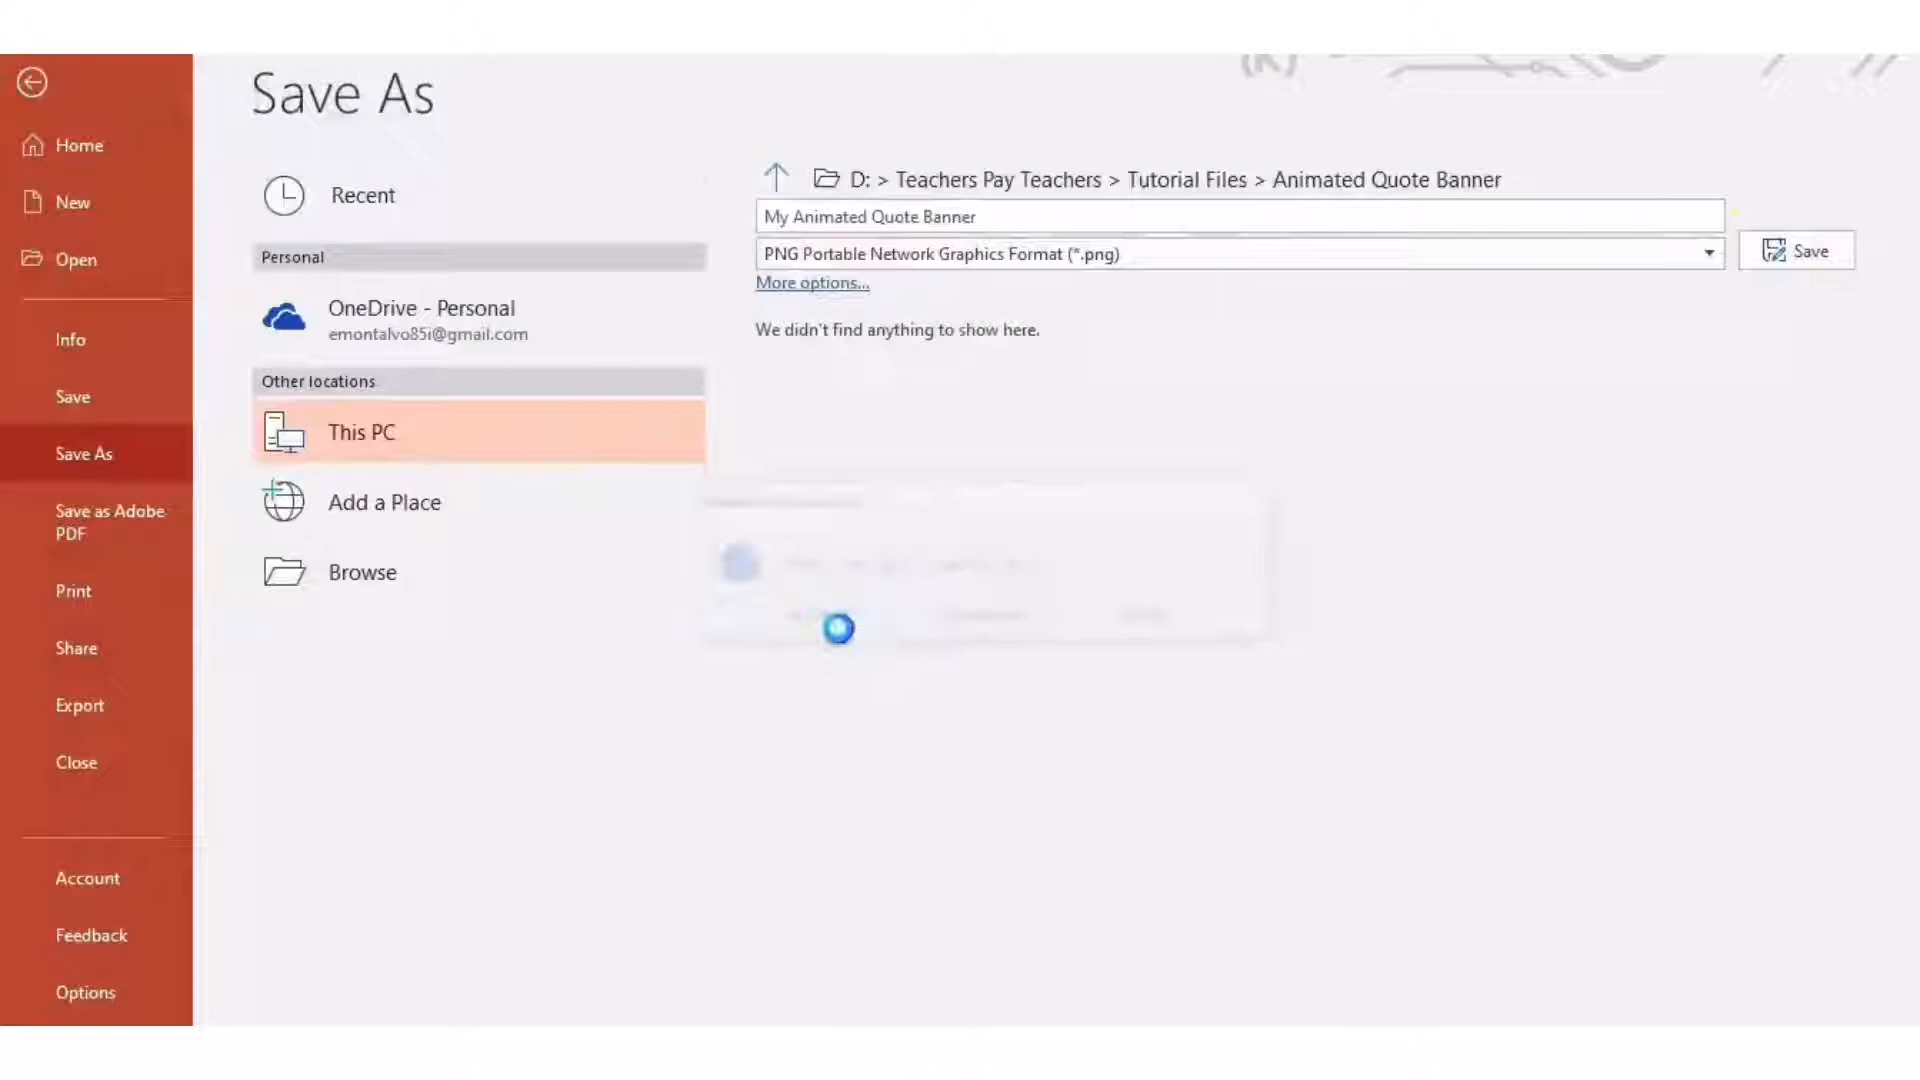 Save As
Home
New
Open
Info
Save
Save As
Save as Adobe
PDF
Print
Share
Export
Close
Account
Feedback
Options
Recent
Personal
OneDrive - Personal
emontalvo85i@gmail.com
Other locations
This PC
Add a Place
Browse
D: > Teachers Pay Teachers > Tutorial Files > Animated Quote Banner
My Animated Quote Banner
PNG Portable Network Graphics Format (*.png)
Save
More options...
We didn't find anything to show here.